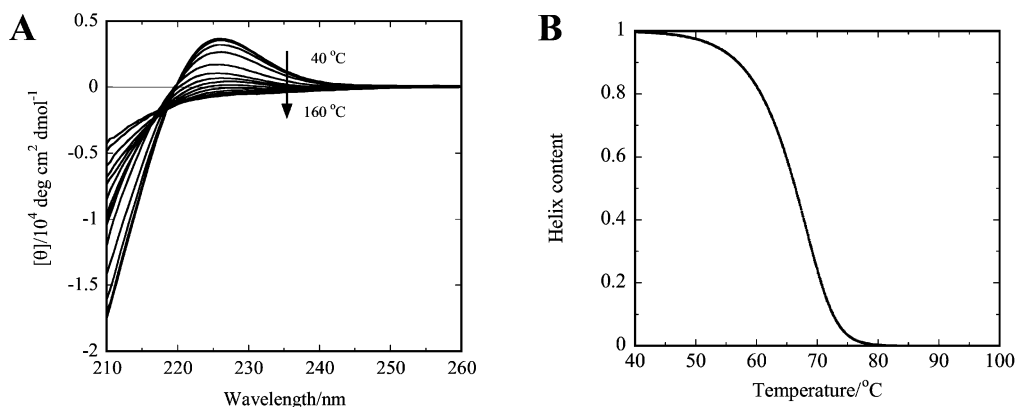 A
0.5
0
-0.5
-1
-1.5
-2
[θ]/10⁴ deg cm² dmol⁻¹
40 °C
160 °C
210 220 230 240 250 260
Wavelength/nm
B
1
0.8
0.6
0.4
0.2
0
Helix content
40 50 60 70 80 90 100
Temperature/°C